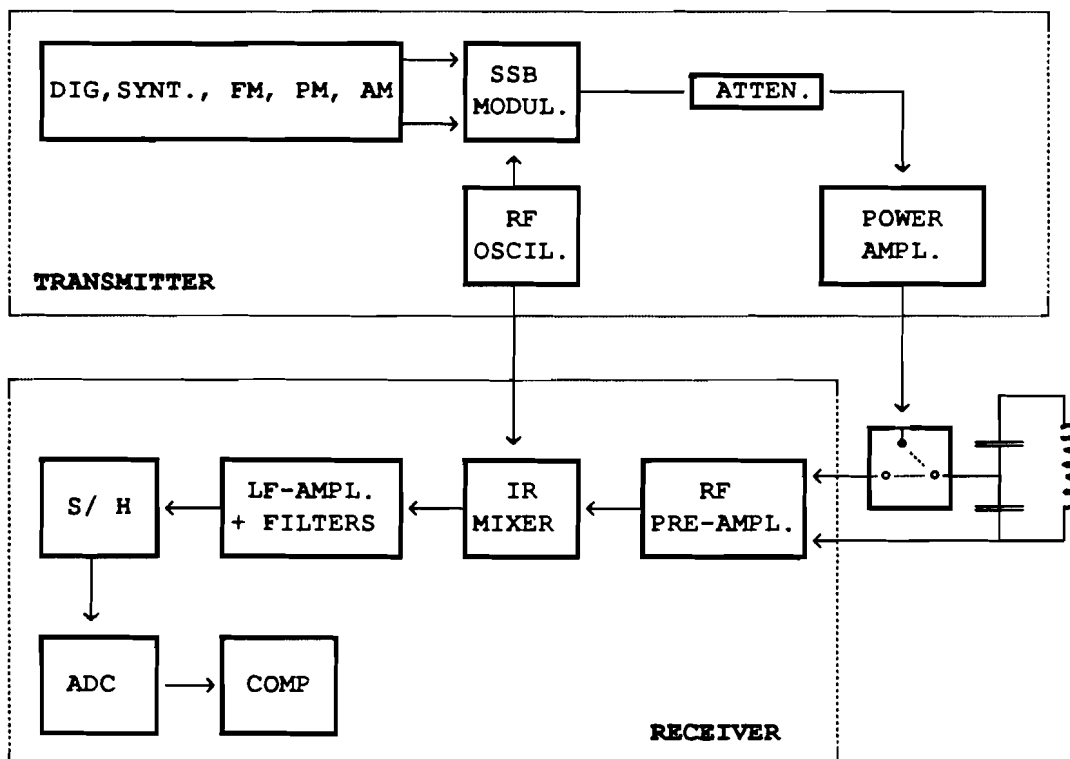 DIG,SYNT., FM, PM, AM
SSB
MODUL.
ATTEN.
RF
OSCIL.
POWER
AMPL.
TRANSMITTER
S/ H
LF-AMPL.
+ FILTERS
IR
MIXER
RF
PRE-AMPL.
ADC
COMP
RECEIVER